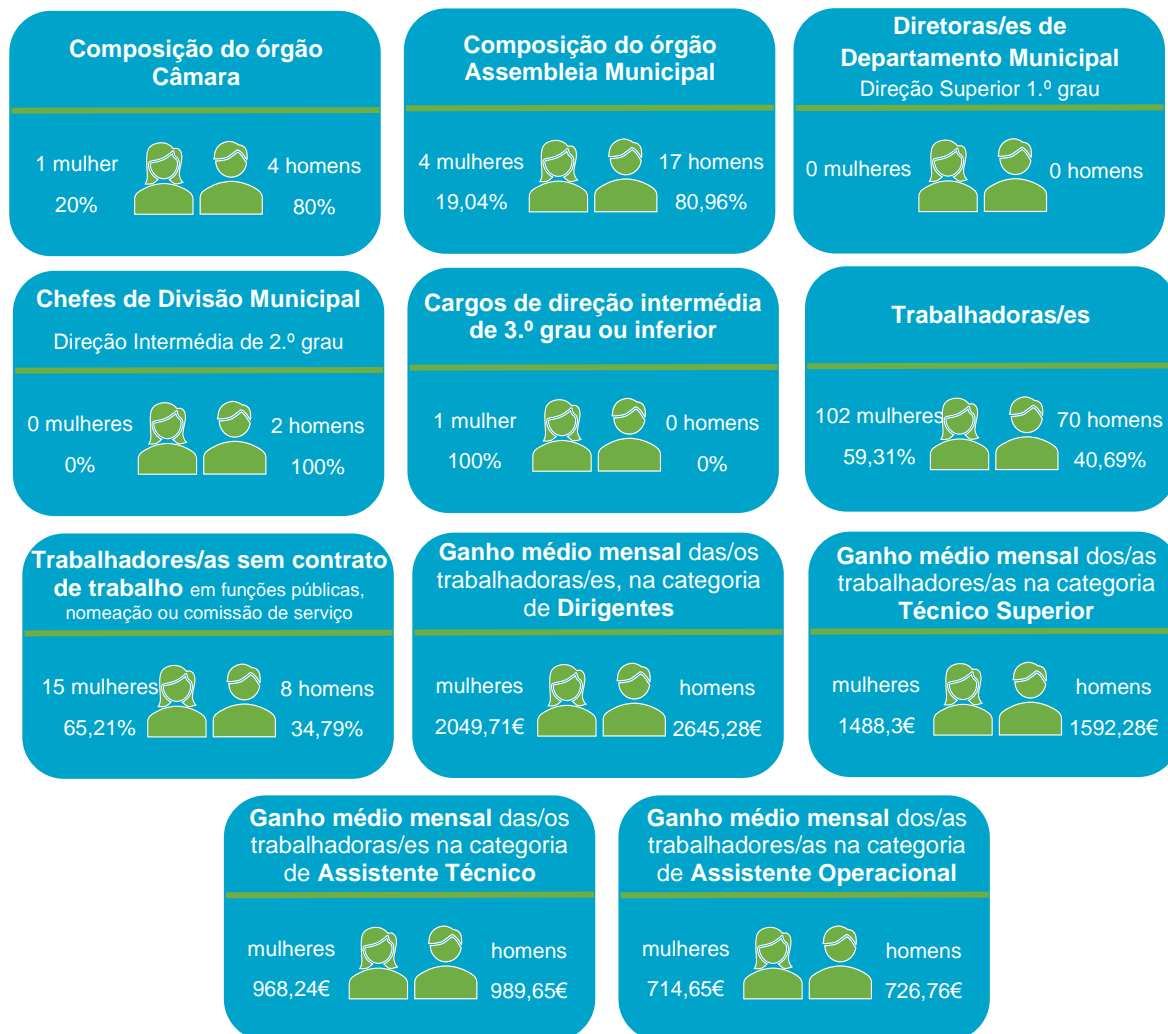 Composição do órgão
Câmara
1 mulher
20%
4 homens
80%
Composição do órgão
Assembleia Municipal
4 mulheres
19,04%
17 homens
80,96%
Diretoras/es de
Departamento Municipal
Direção Superior 1.º grau
0 mulheres
0 homens
Chefes de Divisão Municipal
Direção Intermédia de 2.º grau
0 mulheres
0%
2 homens
100%
Cargos de direção intermédia
de 3.º grau ou inferior
1 mulher
100%
0 homens
0%
Trabalhadoras/es
102 mulheres
59,31%
70 homens
40,69%
Trabalhadores/as sem contrato
de trabalho em funções públicas,
nomeação ou comissão de serviço
15 mulheres
65,21%
8 homens
34,79%
Ganho médio mensal das/os
trabalhadoras/es, na categoria
de Dirigentes
mulheres
2049,71€
homens
2645,28€
Ganho médio mensal dos/as
trabalhadores/as na categoria
Técnico Superior
mulheres
1488,3€
homens
1592,28€
Ganho médio mensal das/os
trabalhadoras/es na categoria
de Assistente Técnico
mulheres
968,24€
homens
989,65€
Ganho médio mensal dos/as
trabalhadores/as na categoria
de Assistente Operacional
mulheres
714,65€
homens
726,76€